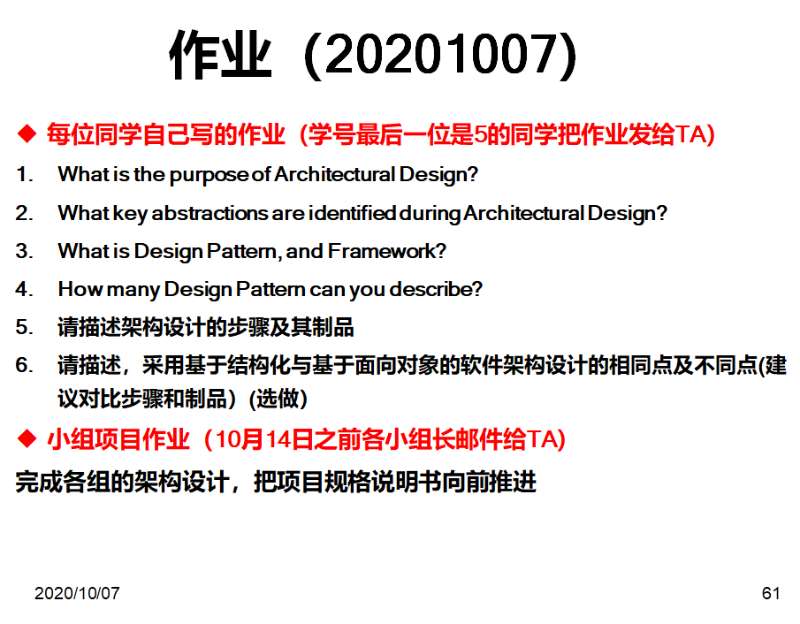 作业（20201007)
◆ 每位同学自己写的作业（学号最后一位是5的同学把作业发给TA)
1. What is the purpose of Architectural Design?
2. What key abstractions are identified during Architectural Design?
3. What is Design Pattern, and Framework?
4. How many Design Pattern can you describe?
5. 请描述架构设计的步骤及其制品
6. 请描述，采用基于结构化与基于面向对象的软件架构设计的相同点及不同点(建
议对比步骤和制品）(选做）
◆ 小组项目作业（10月14日之前各小组长邮件给TA)
完成各组的架构设计，把项目规格说明书向前推进
2020/10/07
61